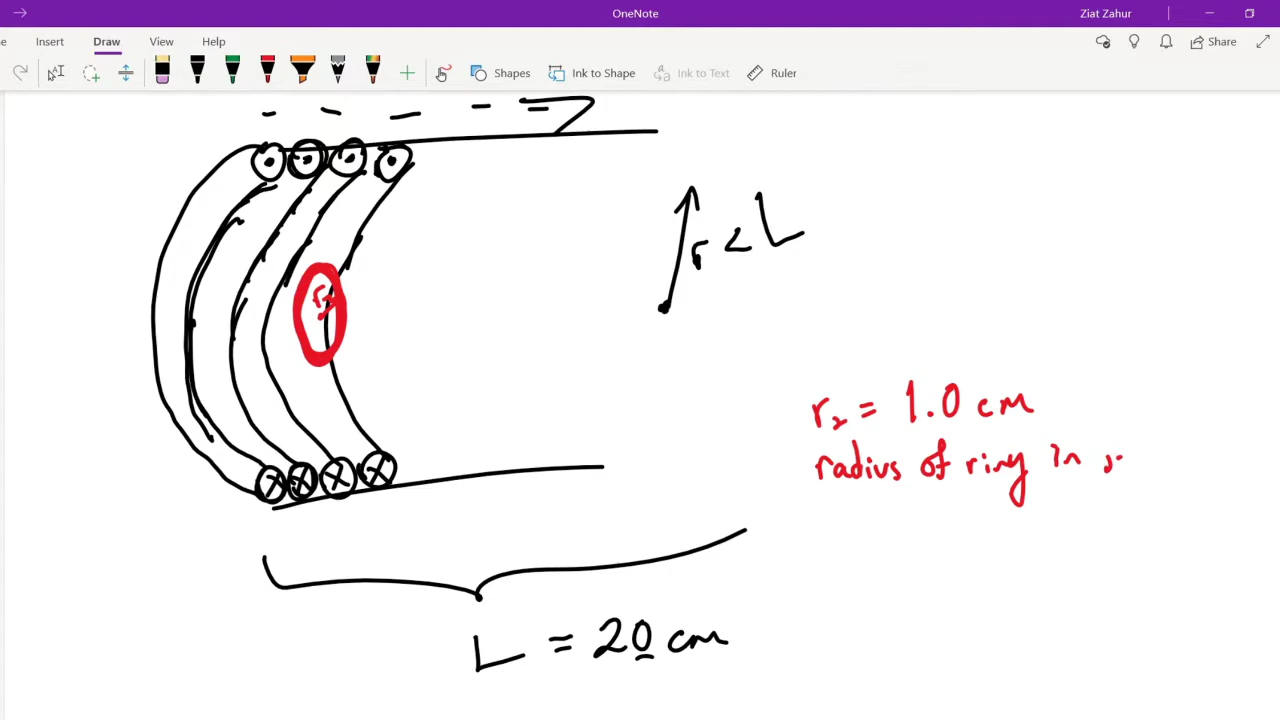 OneNote
Ziat Zahur
Insert Draw View Help
Share
Shapes Ink to Shape Ink to Text Ruler
r < L
r₂
r₂ = 1.0 cm
radius of ring in
L = 20 cm